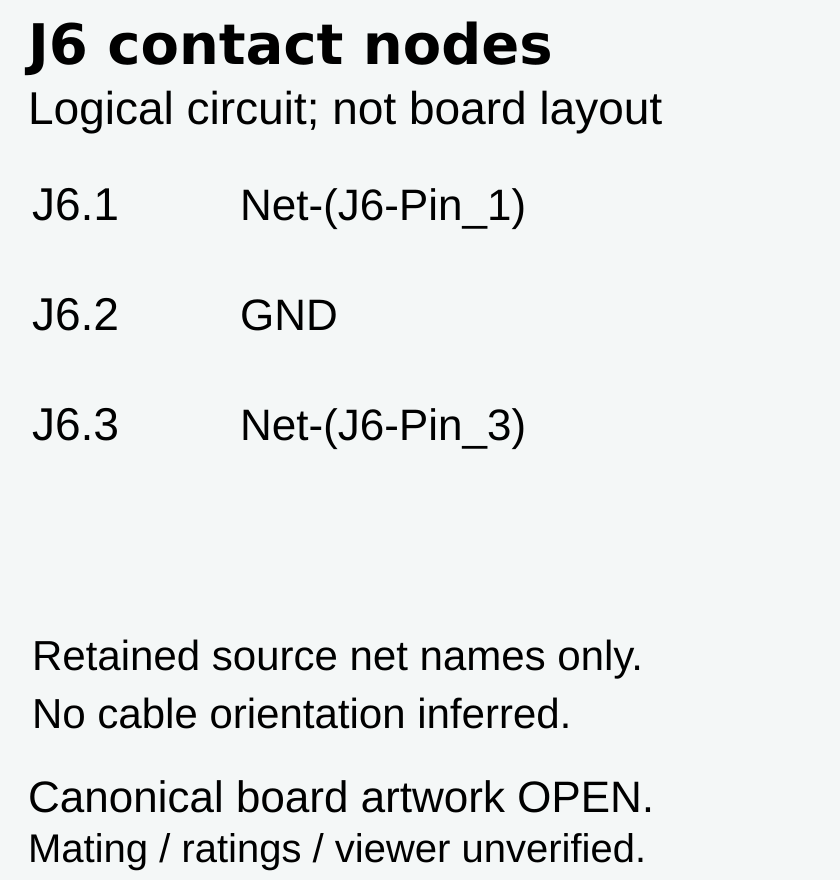 J6 contact nodes
Logical circuit; not board layout
J6.1 Net-(J6-Pin_1)
J6.2 GND
J6.3 Net-(J6-Pin_3)
Retained source net names only.
No cable orientation inferred.
Canonical board artwork OPEN.
Mating / ratings / viewer unverified.